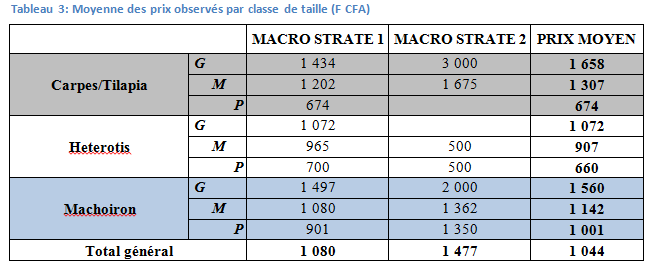 Tableau 3: Moyenne des prix observés par classe de taille (F CFA)
MACRO STRATE 1 MACRO STRATE 2 PRIX MOYEN
Carpes/Tilapia G 1 434 3 000 1 658
M 1 202 1 675 1 307
P 674 674
Heterotis G 1 072 1 072
M 965 500 907
P 700 500 660
Machoiron G 1 497 2 000 1 560
M 1 080 1 362 1 142
P 901 1 350 1 001
Total général 1 080 1 477 1 044